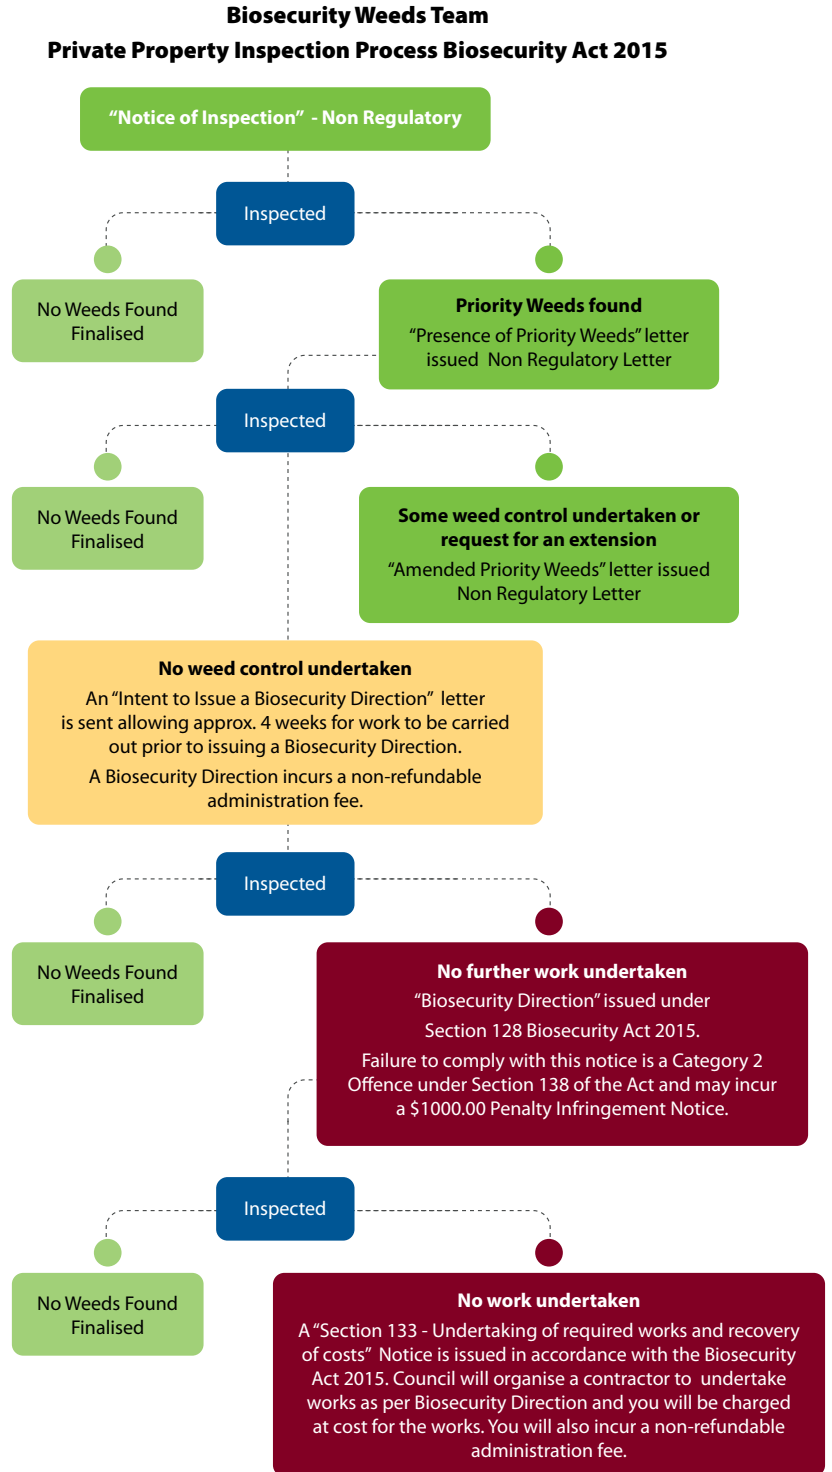 Biosecurity Weeds Team
Private Property Inspection Process Biosecurity Act 2015
“Notice of Inspection” - Non Regulatory
Inspected
No Weeds Found
Finalised
Priority Weeds found
“Presence of Priority Weeds” letter
issued Non Regulatory Letter
Inspected
No Weeds Found
Finalised
Some weed control undertaken or
request for an extension
“Amended Priority Weeds” letter issued
Non Regulatory Letter
No weed control undertaken
An “Intent to Issue a Biosecurity Direction” letter
is sent allowing approx. 4 weeks for work to be carried
out prior to issuing a Biosecurity Direction.
A Biosecurity Direction incurs a non-refundable
administration fee.
Inspected
No Weeds Found
Finalised
No further work undertaken
“Biosecurity Direction” issued under
Section 128 Biosecurity Act 2015.
Failure to comply with this notice is a Category 2
Offence under Section 138 of the Act and may incur
a $1000.00 Penalty Infringement Notice.
Inspected
No Weeds Found
Finalised
No work undertaken
A “Section 133 - Undertaking of required works and recovery
of costs” Notice is issued in accordance with the Biosecurity
Act 2015. Council will organise a contractor to undertake
works as per Biosecurity Direction and you will be charged
at cost for the works. You will also incur a non-refundable
administration fee.